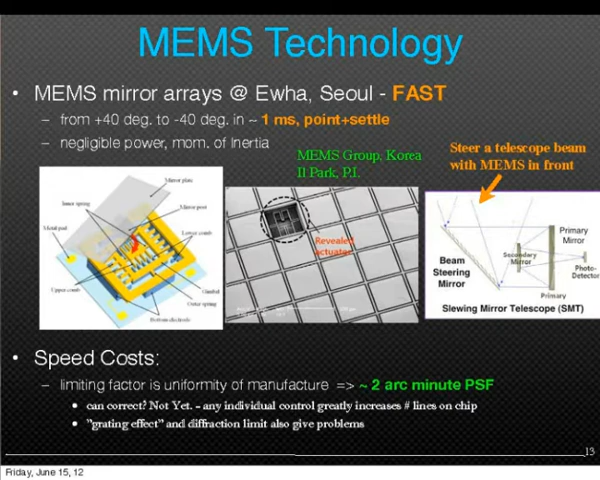 MEMS Technology
• MEMS mirror arrays @ Ewha, Seoul - FAST
– from +40 deg. to -40 deg. in ~ 1 ms, point+settle
– negligible power, mom. of Inertia
MEMS Group, Korea
Il Park, P.I.
Steer a telescope beam
with MEMS in front
Mirror plate
Inner spring
Mirror post
Metal pad
Lower comb
Upper comb
Gimbal
Outer spring
Bottom electrode
Revealed
actuator
Primary
Mirror
Secondary
Mirror
Beam
Steering
Mirror
Photo-
Detector
Primary
Slewing Mirror Telescope (SMT)
• Speed Costs:
– limiting factor is uniformity of manufacture => ~ 2 arc minute PSF
• can correct? Not Yet. – any individual control greatly increases # lines on chip
• "grating effect" and diffraction limit also give problems
13
Friday, June 15, 12